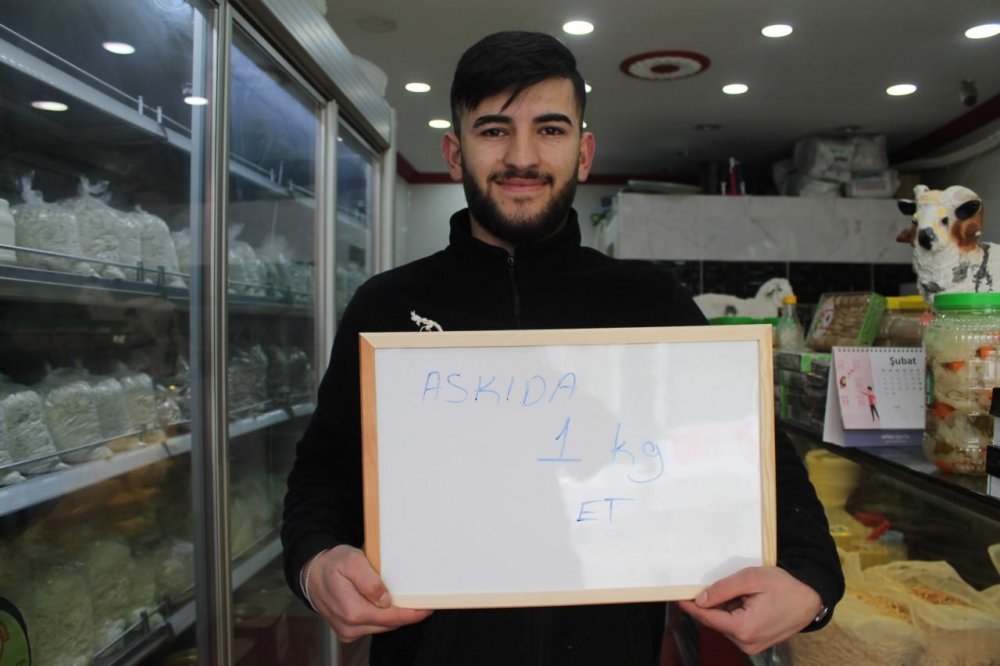 ASKIDA
1 kg
ET
Şubat